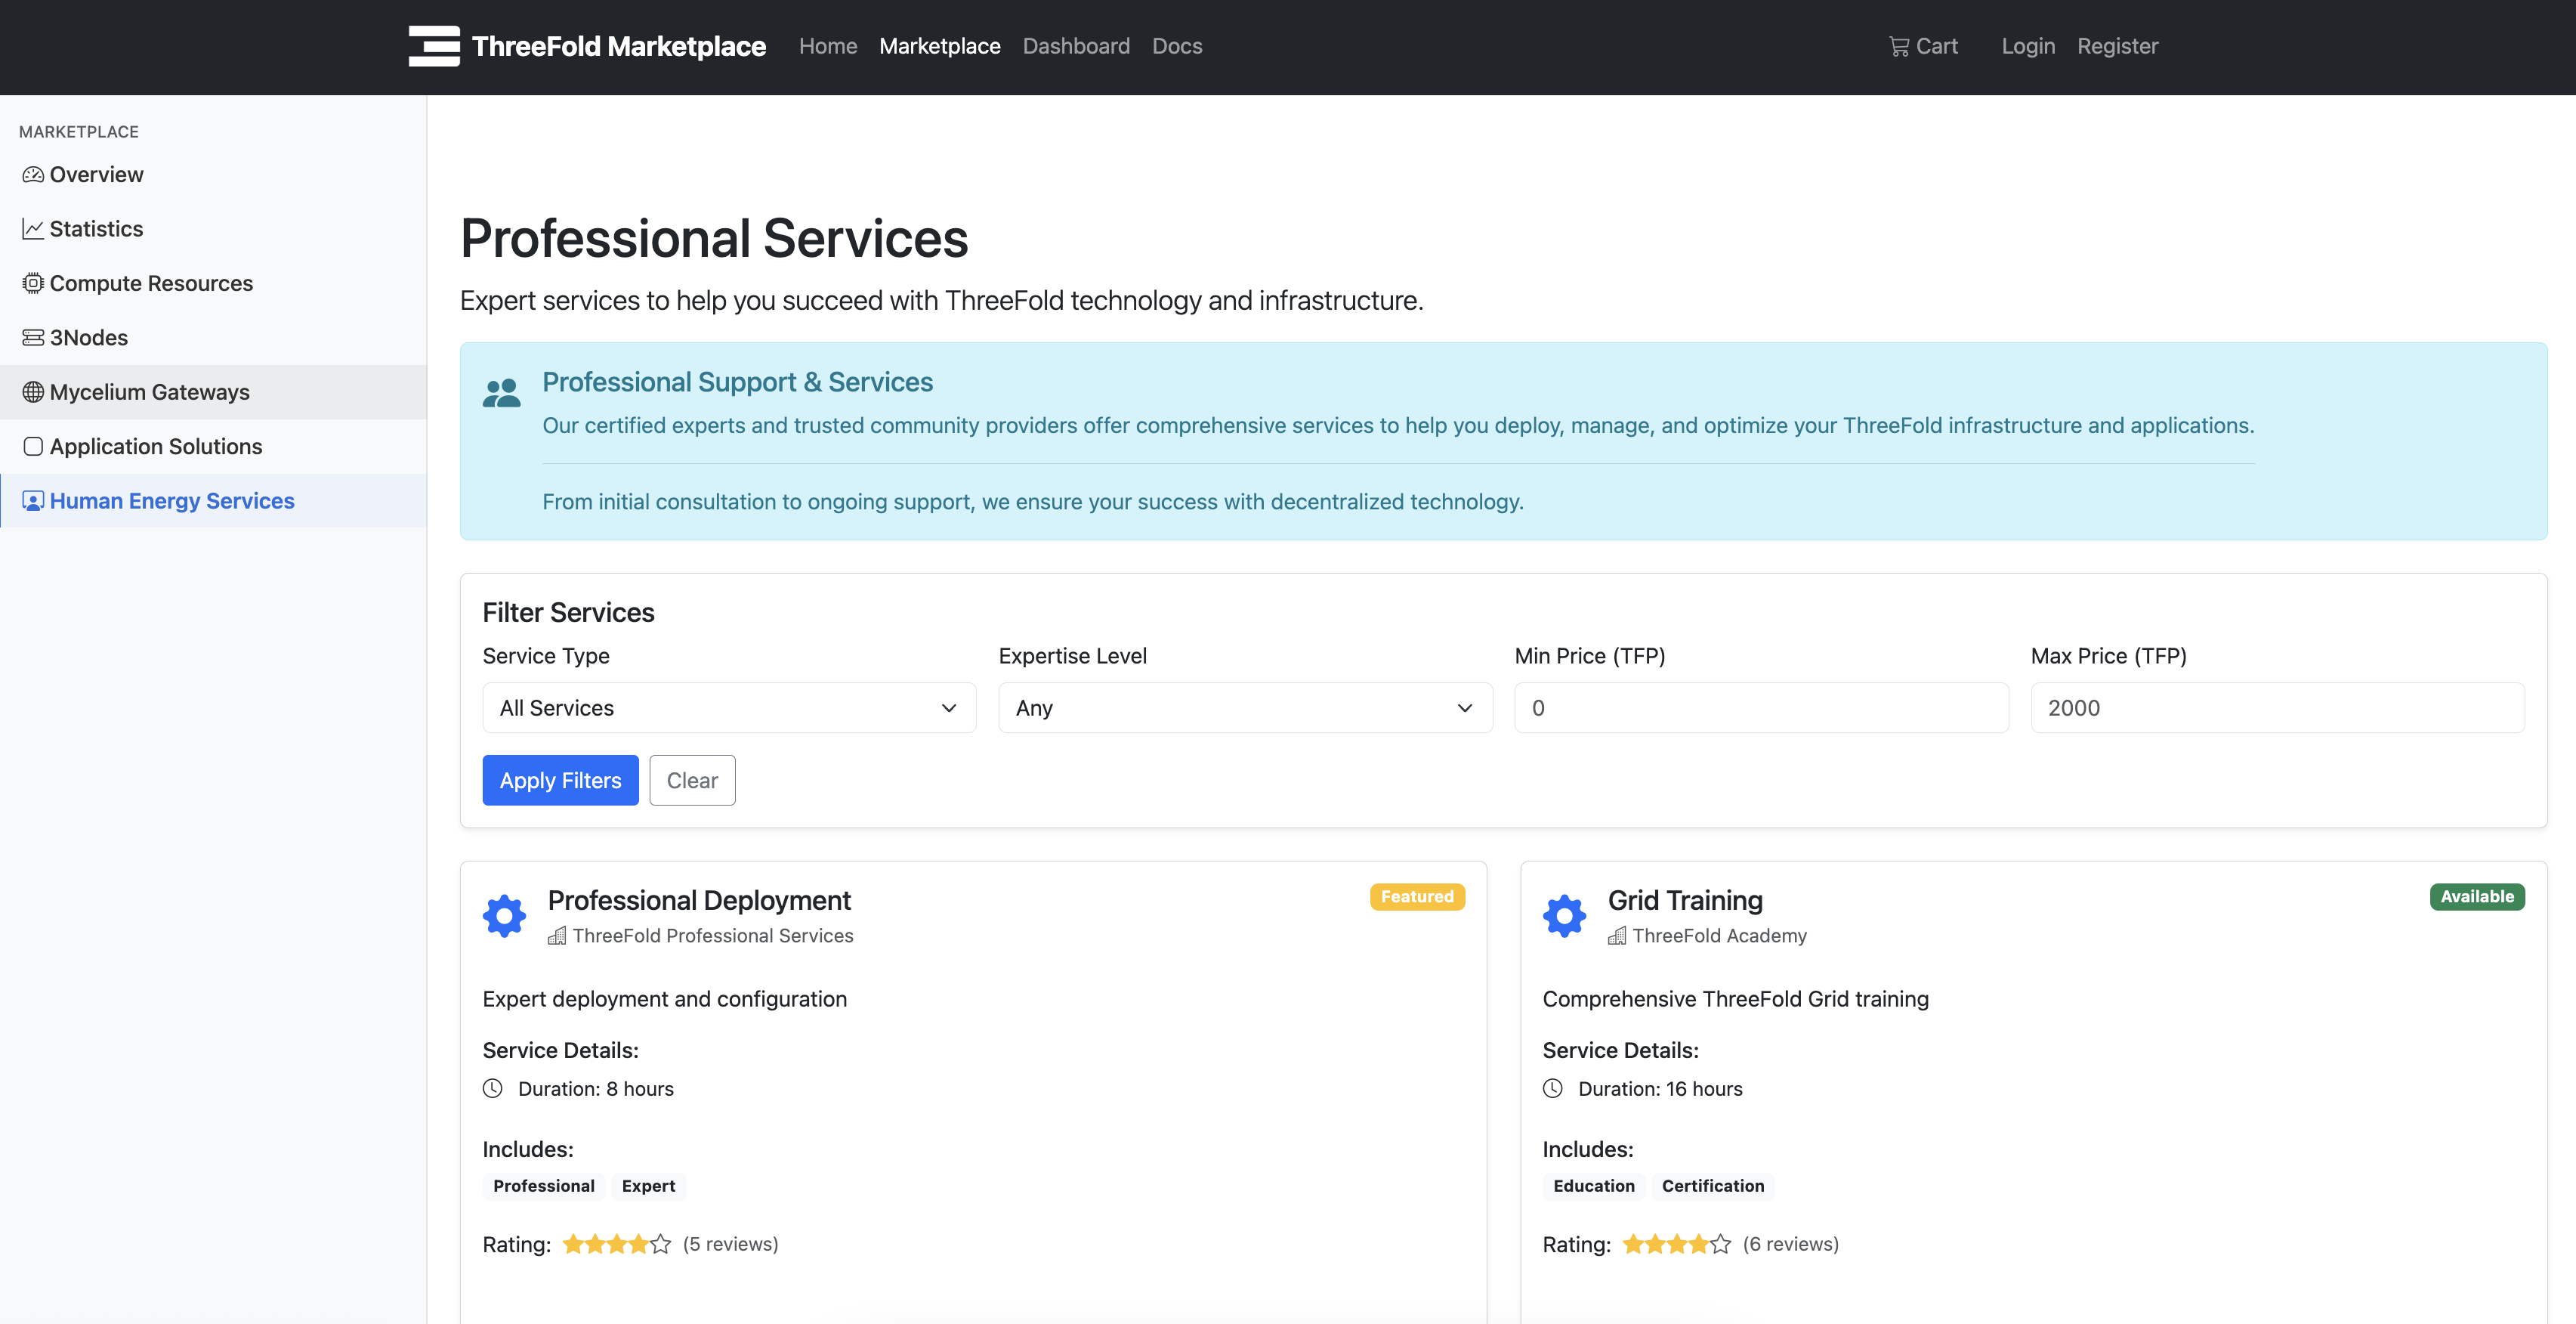 ThreeFold Marketplace Home Marketplace Dashboard Docs Cart Login Register
MARKETPLACE
Overview
Statistics
Compute Resources
3Nodes
Mycelium Gateways
Application Solutions
Human Energy Services
Professional Services
Expert services to help you succeed with ThreeFold technology and infrastructure.
Professional Support & Services
Our certified experts and trusted community providers offer comprehensive services to help you deploy, manage, and optimize your ThreeFold infrastructure and applications.
From initial consultation to ongoing support, we ensure your success with decentralized technology.
Filter Services
Service Type Expertise Level Min Price (TFP) Max Price (TFP)
All Services Any 0 2000
Apply Filters Clear
Professional Deployment Featured
ThreeFold Professional Services
Expert deployment and configuration
Service Details:
Duration: 8 hours
Includes:
Professional Expert
Rating: (5 reviews)
Grid Training Available
ThreeFold Academy
Comprehensive ThreeFold Grid training
Service Details:
Duration: 16 hours
Includes:
Education Certification
Rating: (6 reviews)